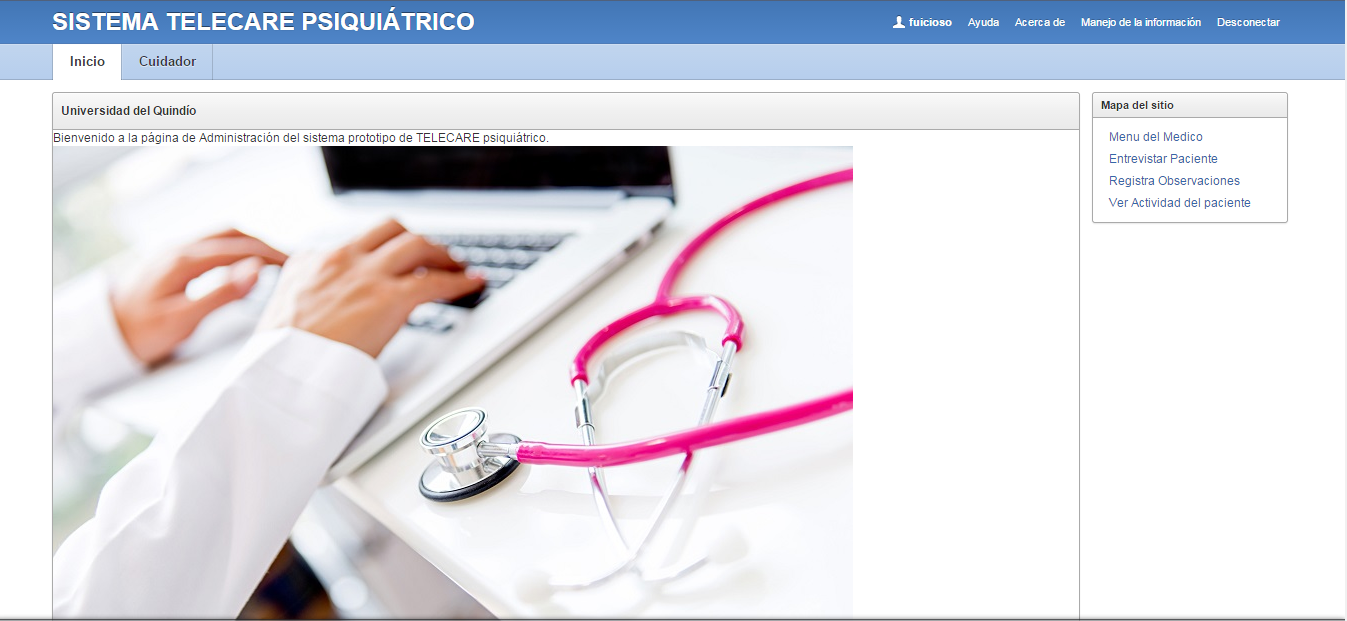 SISTEMA TELECARE PSIQUIÁTRICO
fuicioso Ayuda Acerca de Manejo de la información Desconectar
Inicio Cuidador
Universidad del Quindío
Bienvenido a la página de Administración del sistema prototipo de TELECARE psiquiátrico.
Mapa del sitio
Menu del Medico
Entrevistar Paciente
Registra Observaciones
Ver Actividad del paciente